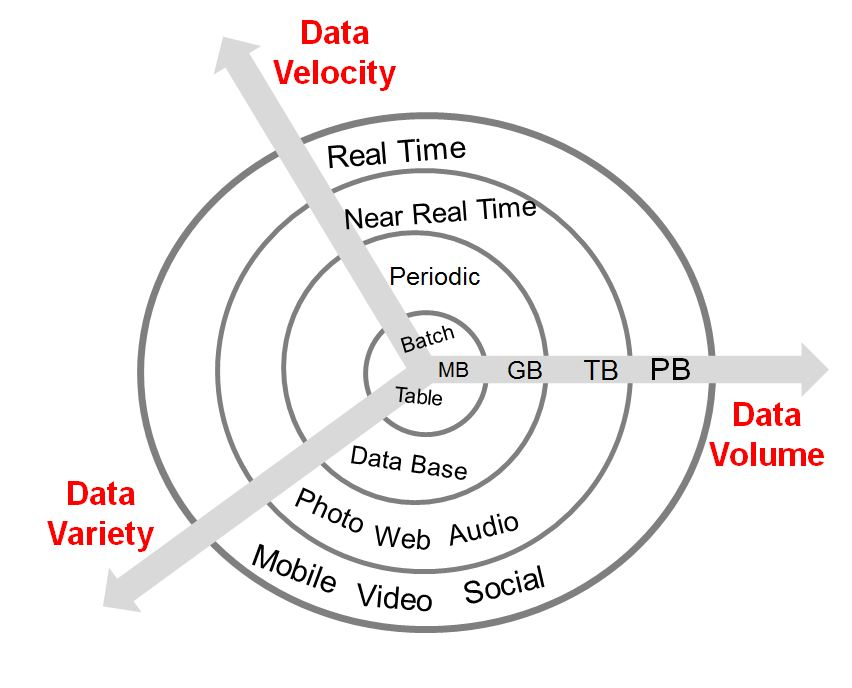 Data
Velocity
Real Time
Near Real Time
Periodic
Batch
MB GB TB PB
Table
Data
Volume
Data Base
Data
Variety
Photo Web Audio
Mobile Video Social